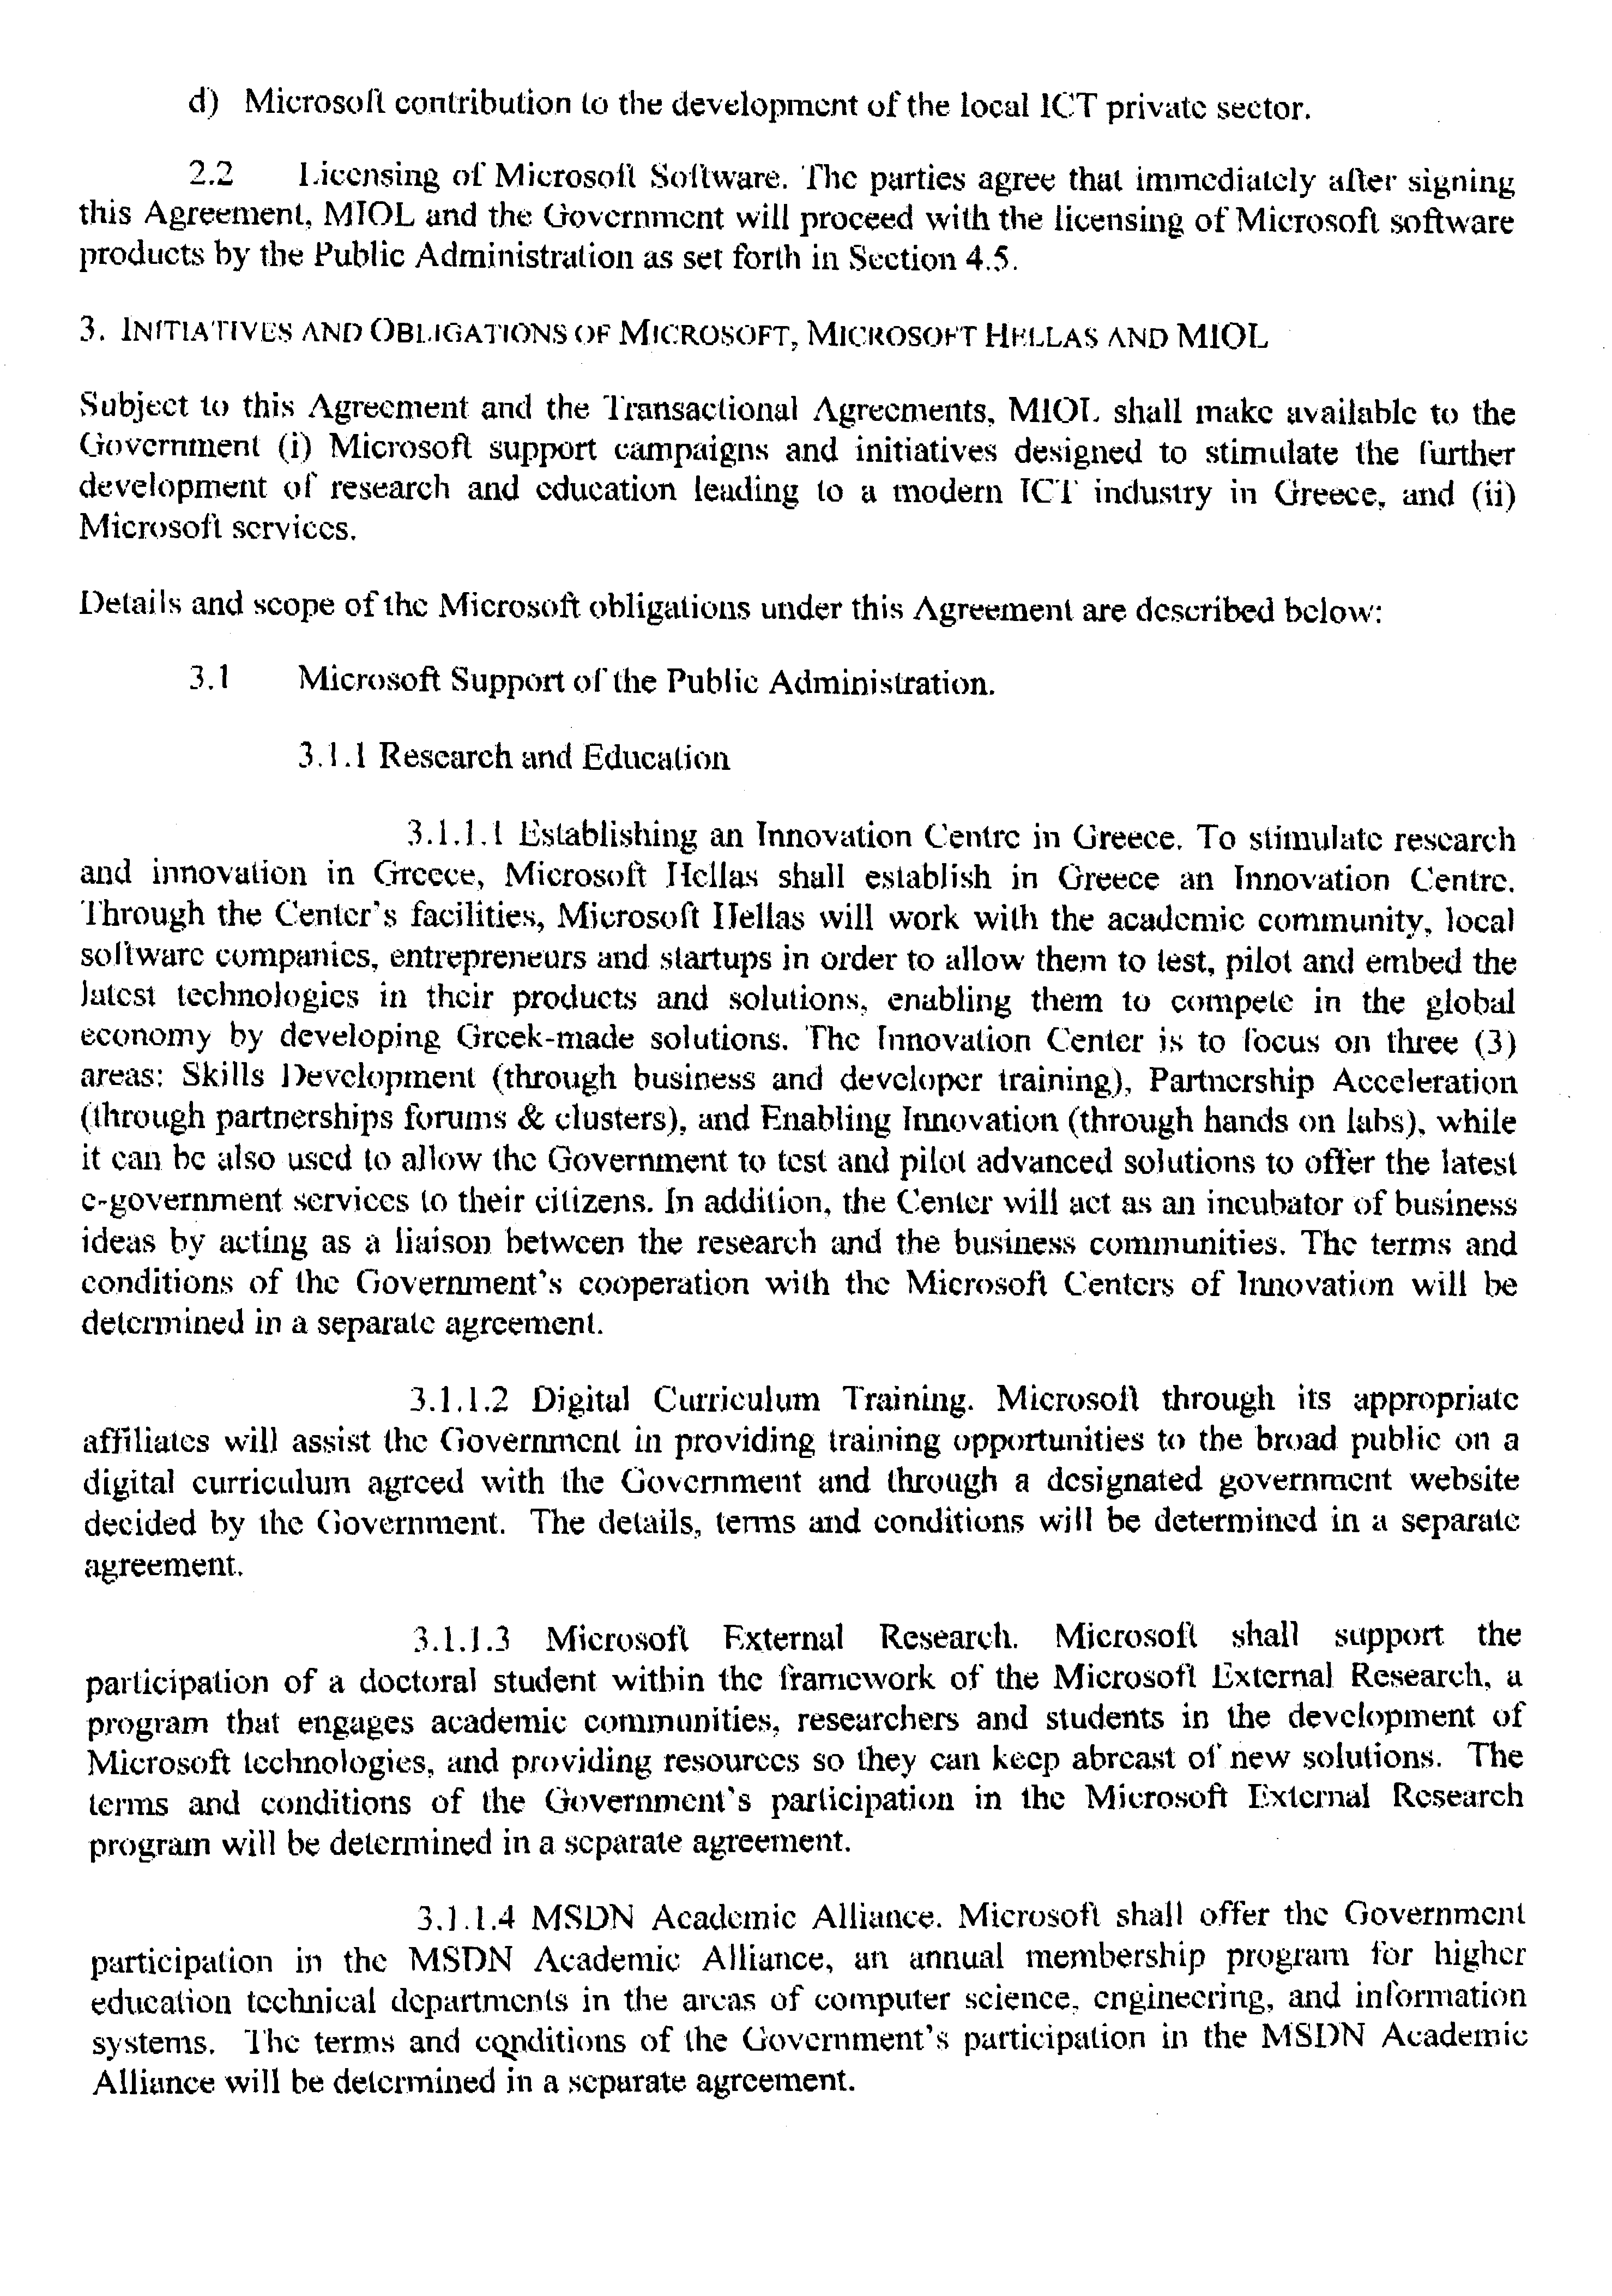 d) Microsoft contribution to the development of the local ICT private sector.
2.2 Licensing of Microsoft Software. The parties agree that immediately after signing
this Agreement, MIOL and the Government will proceed with the licensing of Microsoft software
products by the Public Administration as set forth in Section 4.5.
3. INITIATIVES AND OBLIGATIONS OF MICROSOFT, MICROSOFT HELLAS AND MIOL
Subject to this Agreement and the Transactional Agreements, MIOL shall make available to the
Government (i) Microsoft support campaigns and initiatives designed to stimulate the further
development of research and education leading to a modern ICT industry in Greece, and (ii)
Microsoft services.
Details and scope of the Microsoft obligations under this Agreement are described below:
3.1 Microsoft Support of the Public Administration.
3.1.1 Research and Education
3.1.1.1 Establishing an Innovation Centre in Greece. To stimulate research
and innovation in Greece, Microsoft Hellas shall establish in Greece an Innovation Centre.
Through the Center's facilities, Microsoft Hellas will work with the academic community, local
software companies, entrepreneurs and startups in order to allow them to test, pilot and embed the
latest technologies in their products and solutions, enabling them to compete in the global
economy by developing Greek-made solutions. The Innovation Center is to focus on three (3)
areas: Skills Development (through business and developer training), Partnership Acceleration
(through partnerships forums & clusters), and Enabling Innovation (through hands on labs), while
it can be also used to allow the Government to test and pilot advanced solutions to offer the latest
e-government services to their citizens. In addition, the Center will act as an incubator of business
ideas by acting as a liaison between the research and the business communities. The terms and
conditions of the Government's cooperation with the Microsoft Centers of Innovation will be
determined in a separate agreement.
3.1.1.2 Digital Curriculum Training. Microsoft through its appropriate
affiliates will assist the Government in providing training opportunities to the broad public on a
digital curriculum agreed with the Government and through a designated government website
decided by the Government. The details, terms and conditions will be determined in a separate
agreement.
3.1.1.3 Microsoft External Research. Microsoft shall support the
participation of a doctoral student within the framework of the Microsoft External Research, a
program that engages academic communities, researchers and students in the development of
Microsoft technologies, and providing resources so they can keep abreast of new solutions. The
terms and conditions of the Government's participation in the Microsoft External Research
program will be determined in a separate agreement.
3.1.1.4 MSDN Academic Alliance. Microsoft shall offer the Government
participation in the MSDN Academic Alliance, an annual membership program for higher
education technical departments in the areas of computer science, engineering, and information
systems. The terms and conditions of the Government's participation in the MSDN Academic
Alliance will be determined in a separate agreement.